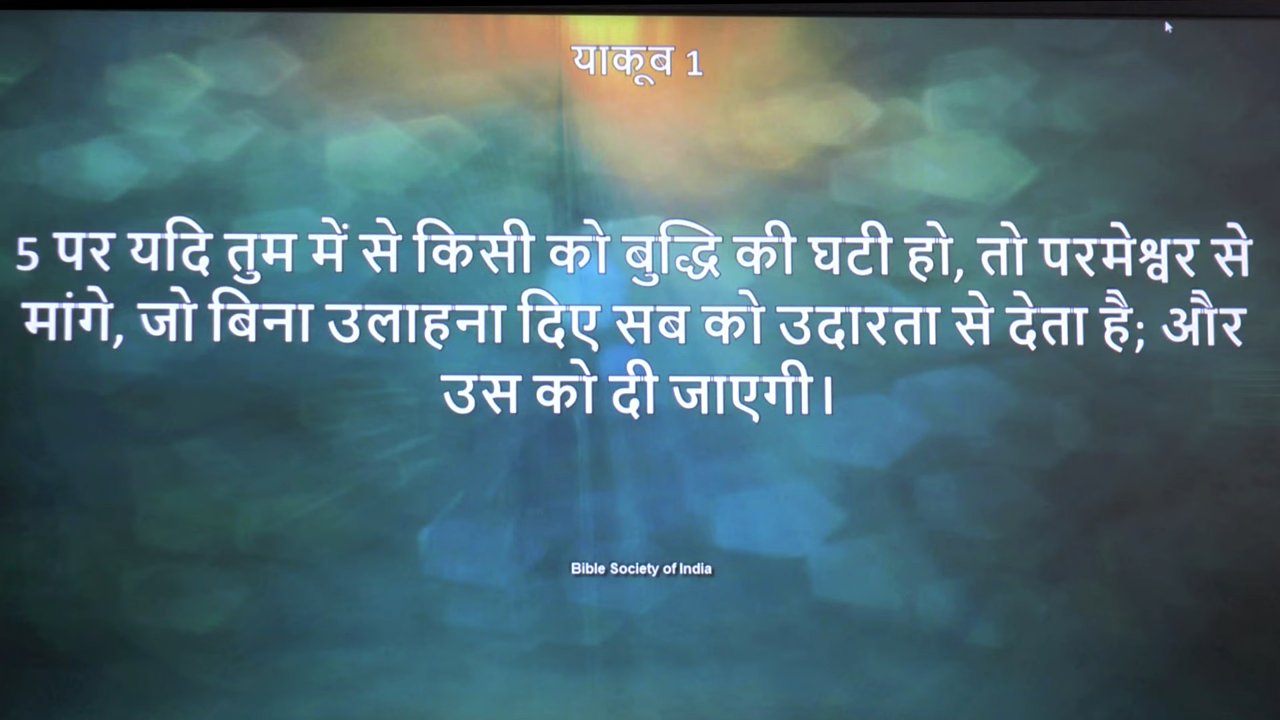 याकूब 1
5 पर यदि तुम में से किसी को बुद्धि की घटी हो, तो परमेश्वर से
मांगे, जो बिना उलाहना दिए सब को उदारता से देता है; और
उस को दी जाएगी।
Bible Society of India